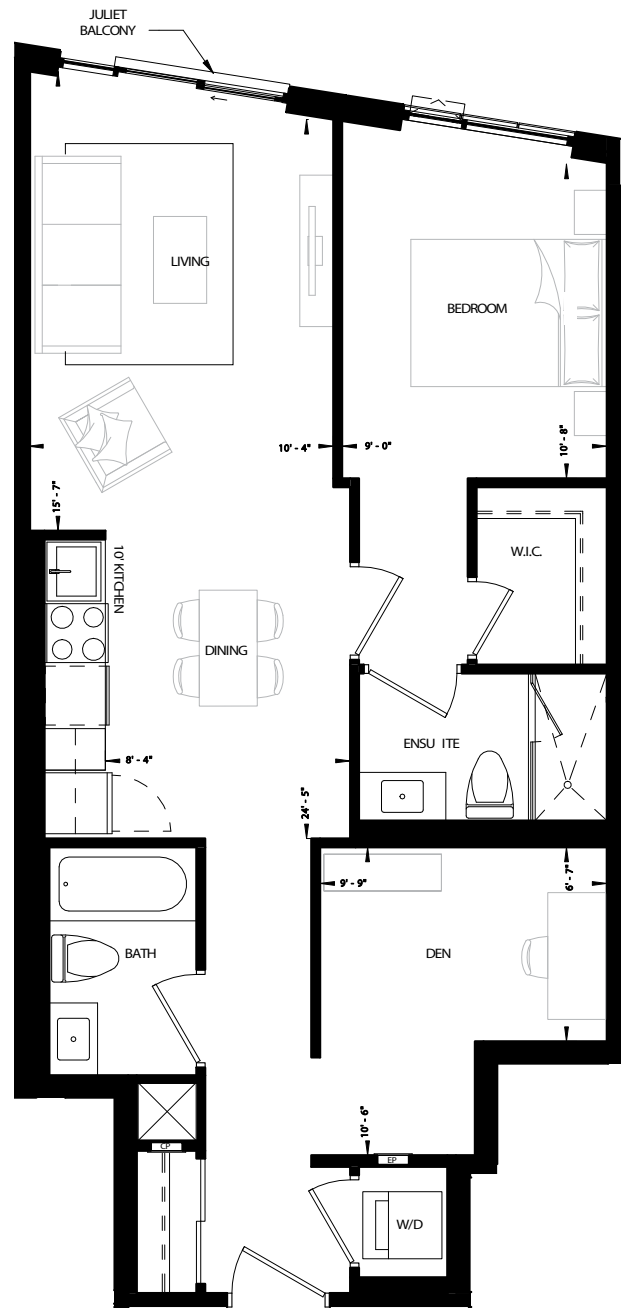 JULIET
BALCONY
LIVING
BEDROOM
10' - 4"
9' - 0"
10' - 8"
15' - 7"
10' KITCHEN
W.I.C.
DINING
ENSU ITE
8' - 4"
24' - 5"
9' - 9"
6' - 7"
BATH
DEN
10' - 6"
CP
EP
W/D